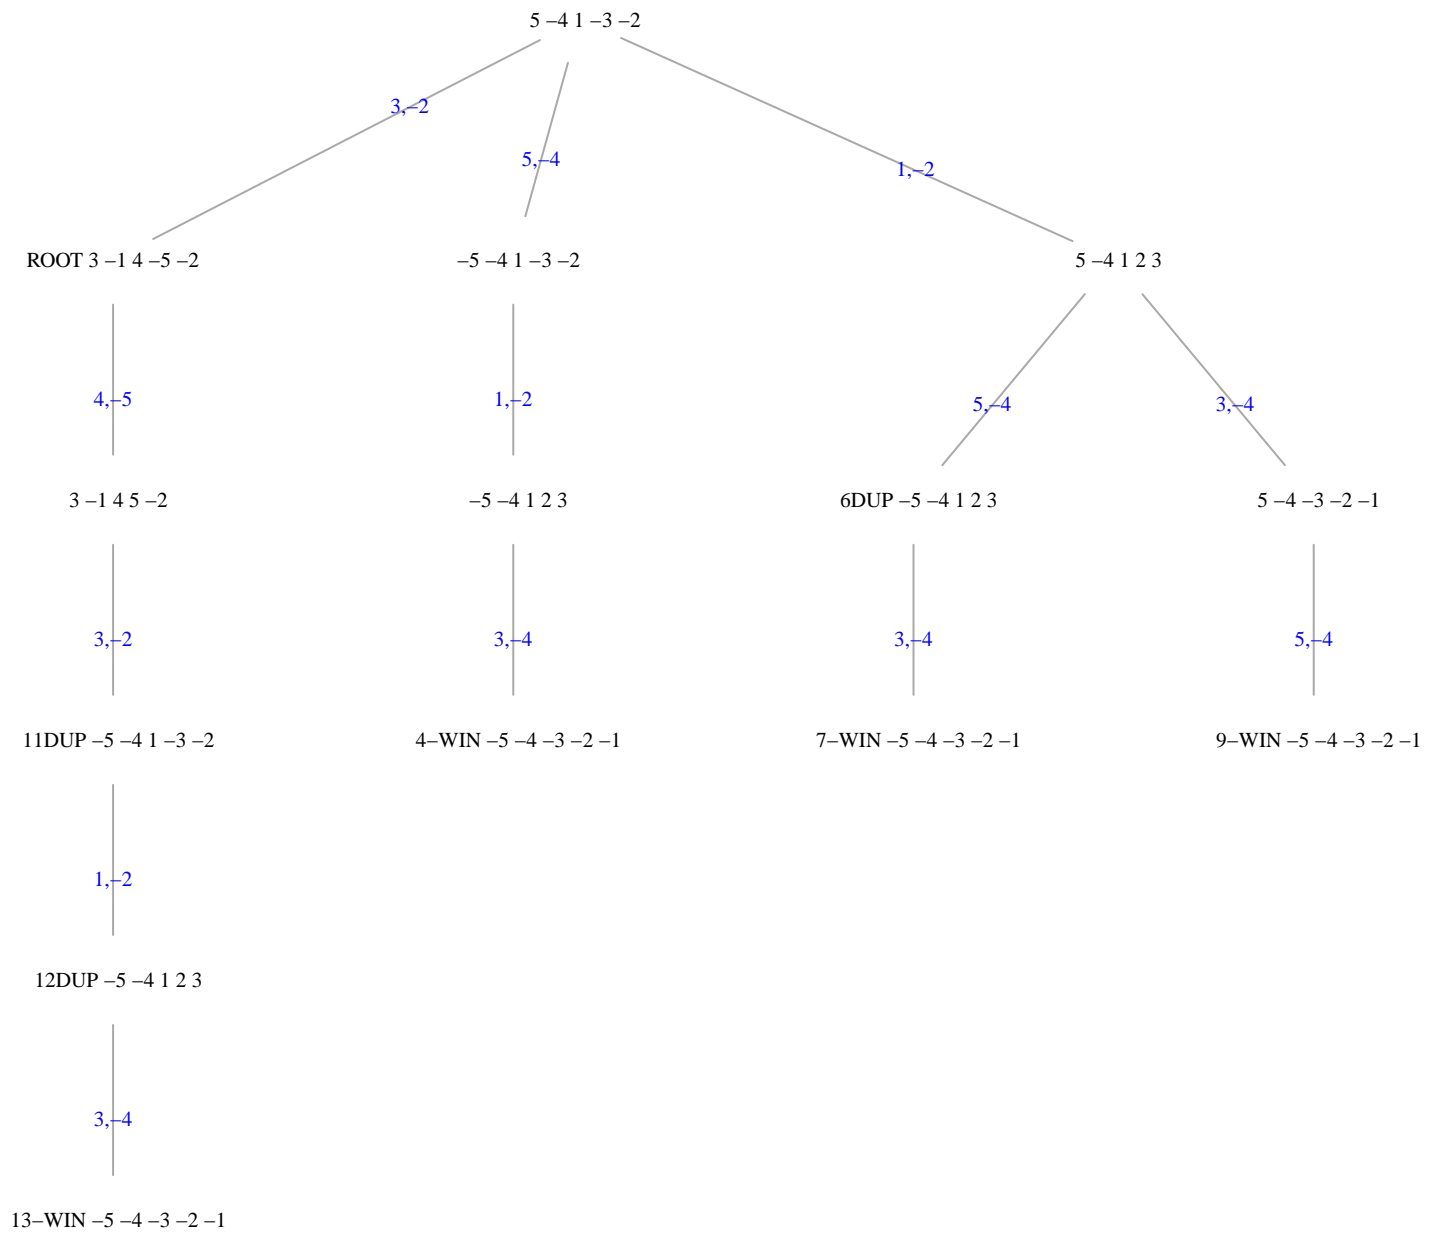 5 –4 1 –3 –2
3,–2
5,–4
1,–2
ROOT 3 –1 4 –5 –2
–5 –4 1 –3 –2
5 –4 1 2 3
4,–5
1,–2
5,–4
3,–4
3 –1 4 5 –2
–5 –4 1 2 3
6DUP –5 –4 1 2 3
5 –4 –3 –2 –1
3,–2
3,–4
3,–4
5,–4
11DUP –5 –4 1 –3 –2
4–WIN –5 –4 –3 –2 –1
7–WIN –5 –4 –3 –2 –1
9–WIN –5 –4 –3 –2 –1
1,–2
12DUP –5 –4 1 2 3
3,–4
13–WIN –5 –4 –3 –2 –1